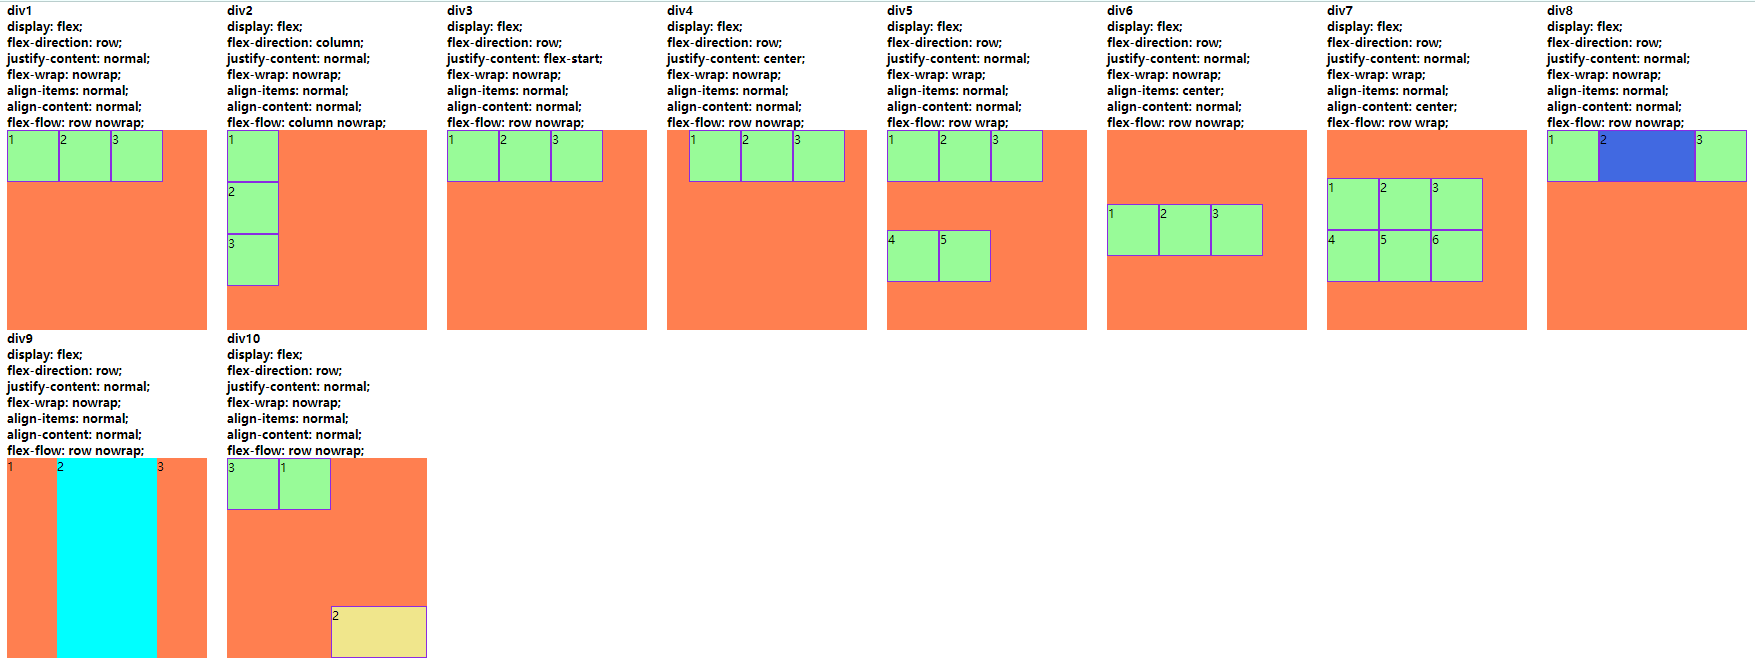 div1
display: flex;
flex-direction: row;
justify-content: normal;
flex-wrap: nowrap;
align-items: normal;
align-content: normal;
flex-flow: row nowrap;
1 2 3
div2
display: flex;
flex-direction: column;
justify-content: normal;
flex-wrap: nowrap;
align-items: normal;
align-content: normal;
flex-flow: column nowrap;
1
2
3
div3
display: flex;
flex-direction: row;
justify-content: flex-start;
flex-wrap: nowrap;
align-items: normal;
align-content: normal;
flex-flow: row nowrap;
1 2 3
div4
display: flex;
flex-direction: row;
justify-content: center;
flex-wrap: nowrap;
align-items: normal;
align-content: normal;
flex-flow: row nowrap;
1 2 3
div5
display: flex;
flex-direction: row;
justify-content: normal;
flex-wrap: wrap;
align-items: normal;
align-content: normal;
flex-flow: row wrap;
1 2 3
4 5
div6
display: flex;
flex-direction: row;
justify-content: normal;
flex-wrap: nowrap;
align-items: center;
align-content: normal;
flex-flow: row nowrap;
1 2 3
div7
display: flex;
flex-direction: row;
justify-content: normal;
flex-wrap: wrap;
align-items: normal;
align-content: center;
flex-flow: row wrap;
1 2 3
4 5 6
div8
display: flex;
flex-direction: row;
justify-content: normal;
flex-wrap: nowrap;
align-items: normal;
align-content: normal;
flex-flow: row nowrap;
1 2 3
div9
display: flex;
flex-direction: row;
justify-content: normal;
flex-wrap: nowrap;
align-items: normal;
align-content: normal;
flex-flow: row nowrap;
1 2 3
div10
display: flex;
flex-direction: row;
justify-content: normal;
flex-wrap: nowrap;
align-items: normal;
align-content: normal;
flex-flow: row nowrap;
3 1
2